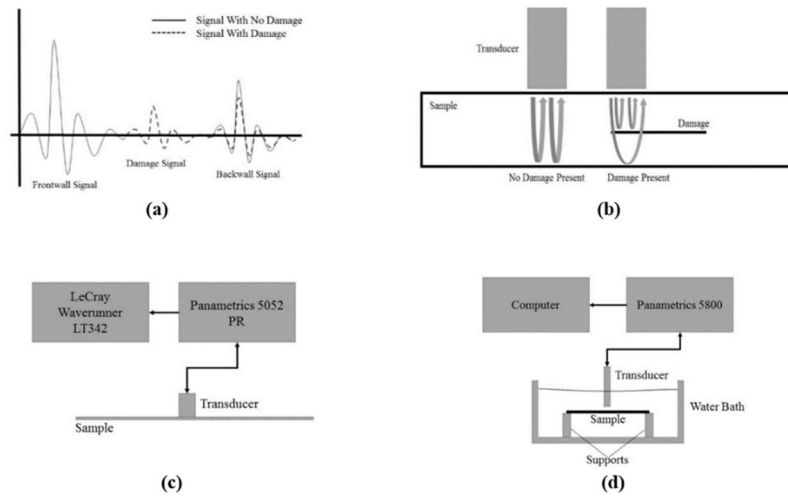 Signal With No Damage
Signal With Damage
Damage Signal
Frontwall Signal
Backwall Signal
(a)
Transducer
Sample
Damage
No Damage Present
Damage Present
(b)
LeCray
Waverunner
LT342
Panametrics 5052
PR
Transducer
Sample
(c)
Computer
Panametrics 5800
Transducer
Water Bath
Sample
Supports
(d)